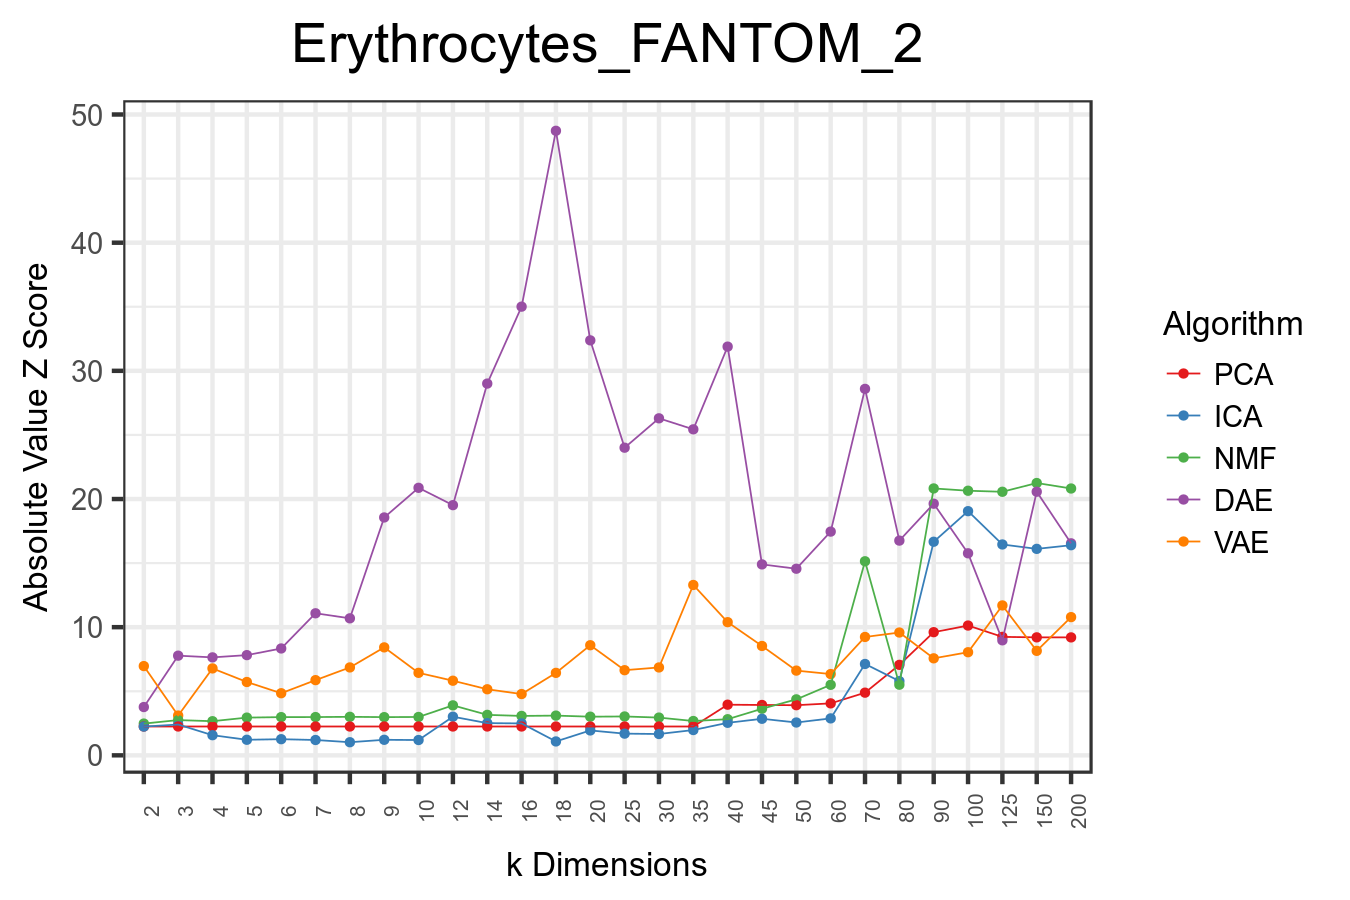 Erythrocytes_FANTOM_2
Absolute Value Z Score
50
40
30
20
10
0
2 3 4 5 6 7 8 9 10 12 14 16 18 20 25 30 35 40 45 50 60 70 80 90 100 125 150 200
k Dimensions
Algorithm
PCA
ICA
NMF
DAE
VAE